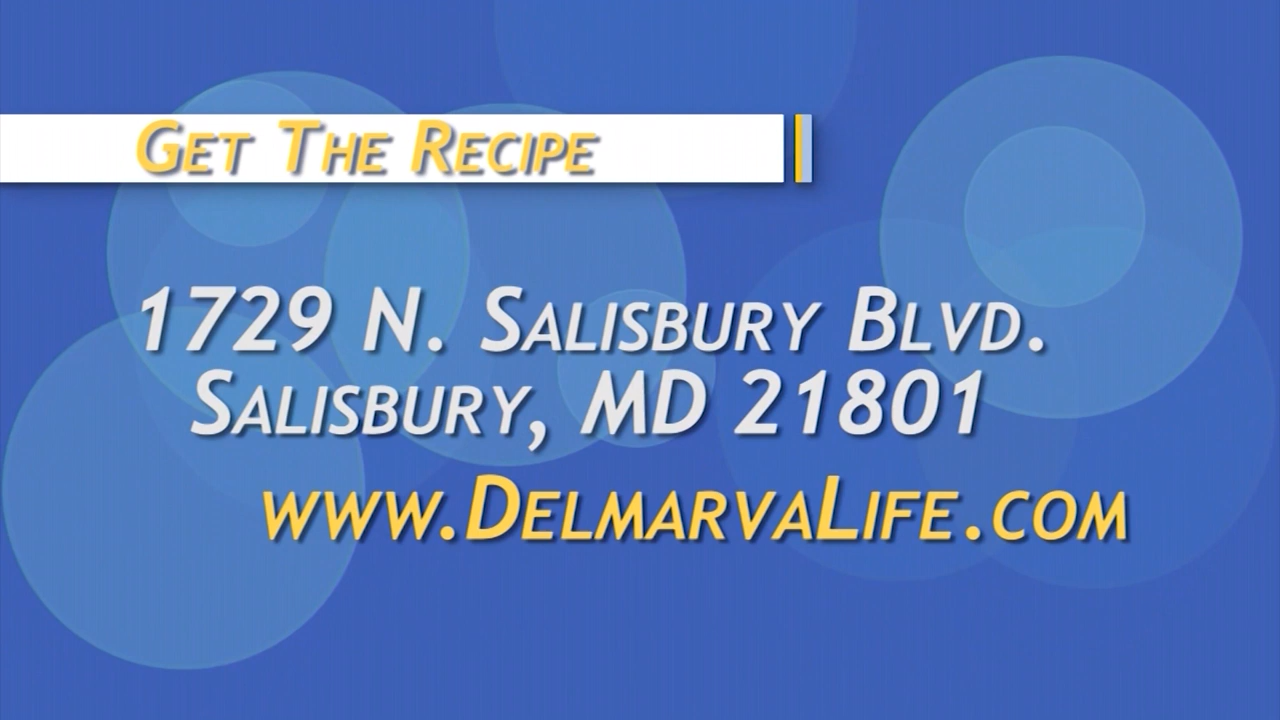 Get The Recipe
1729 N. Salisbury Blvd.
Salisbury, MD 21801
www.DelmarvaLife.com